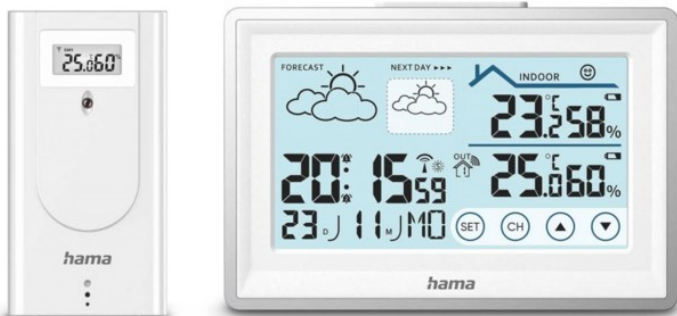 CH1
25.0 60%
hama
FORECAST
NEXT DAY ►►►
INDOOR
23.2 °C 58%
20:15 59
OUT
25.0 °C 60%
23 D / 11 M / MO
SET CH ▲ ▼
hama